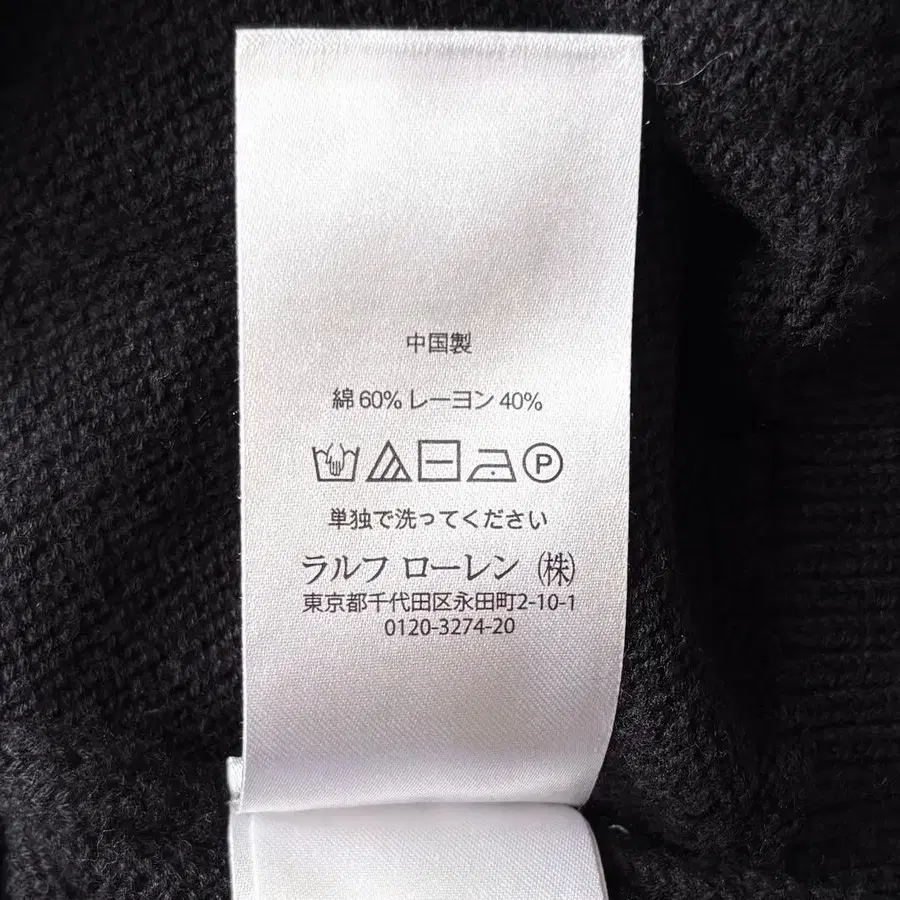 中国製
綿 60% レーヨン 40%
P
単独で洗ってください
ラルフ ローレン (株)
東京都千代田区永田町2-10-1
0120-3274-20